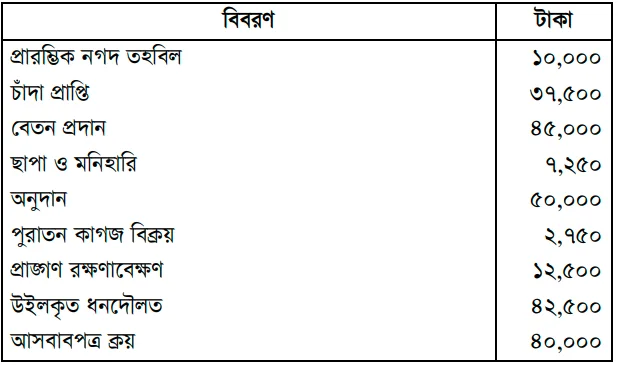 বিবরণ টাকা
প্রারম্ভিক নগদ তহবিল ১০,০০০
চাঁদা প্রাপ্তি ৩৭,৫০০
বেতন প্রদান ৪৫,০০০
ছাপা ও মনিহারি ৭,২৫০
অনুদান ৫০,০০০
পুরাতন কাগজ বিক্রয় ২,৭৫০
প্রাঙ্গণ রক্ষণাবেক্ষণ ১২,৫০০
উইলকৃত ধনদৌলত ৪২,৫০০
আসবাবপত্র ক্রয় ৪০,০০০